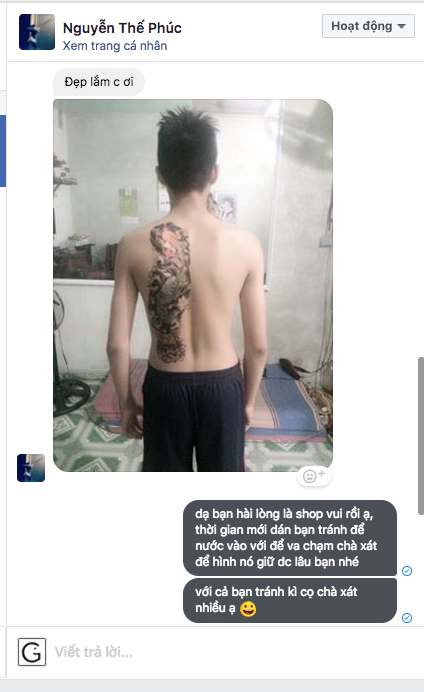 Nguyễn Thế Phúc
Hoạt động
Xem trang cá nhân
Đẹp lắm c ơi
dạ bạn hài lòng là shop vui rồi ạ,
thời gian mới dán bạn tránh để
nước vào với để va chạm chà xát
để hình nó giữ dc lâu bạn nhé
với cả bạn tránh kì cọ chà xát
nhiều ạ 😀
G
Viết trả lời...